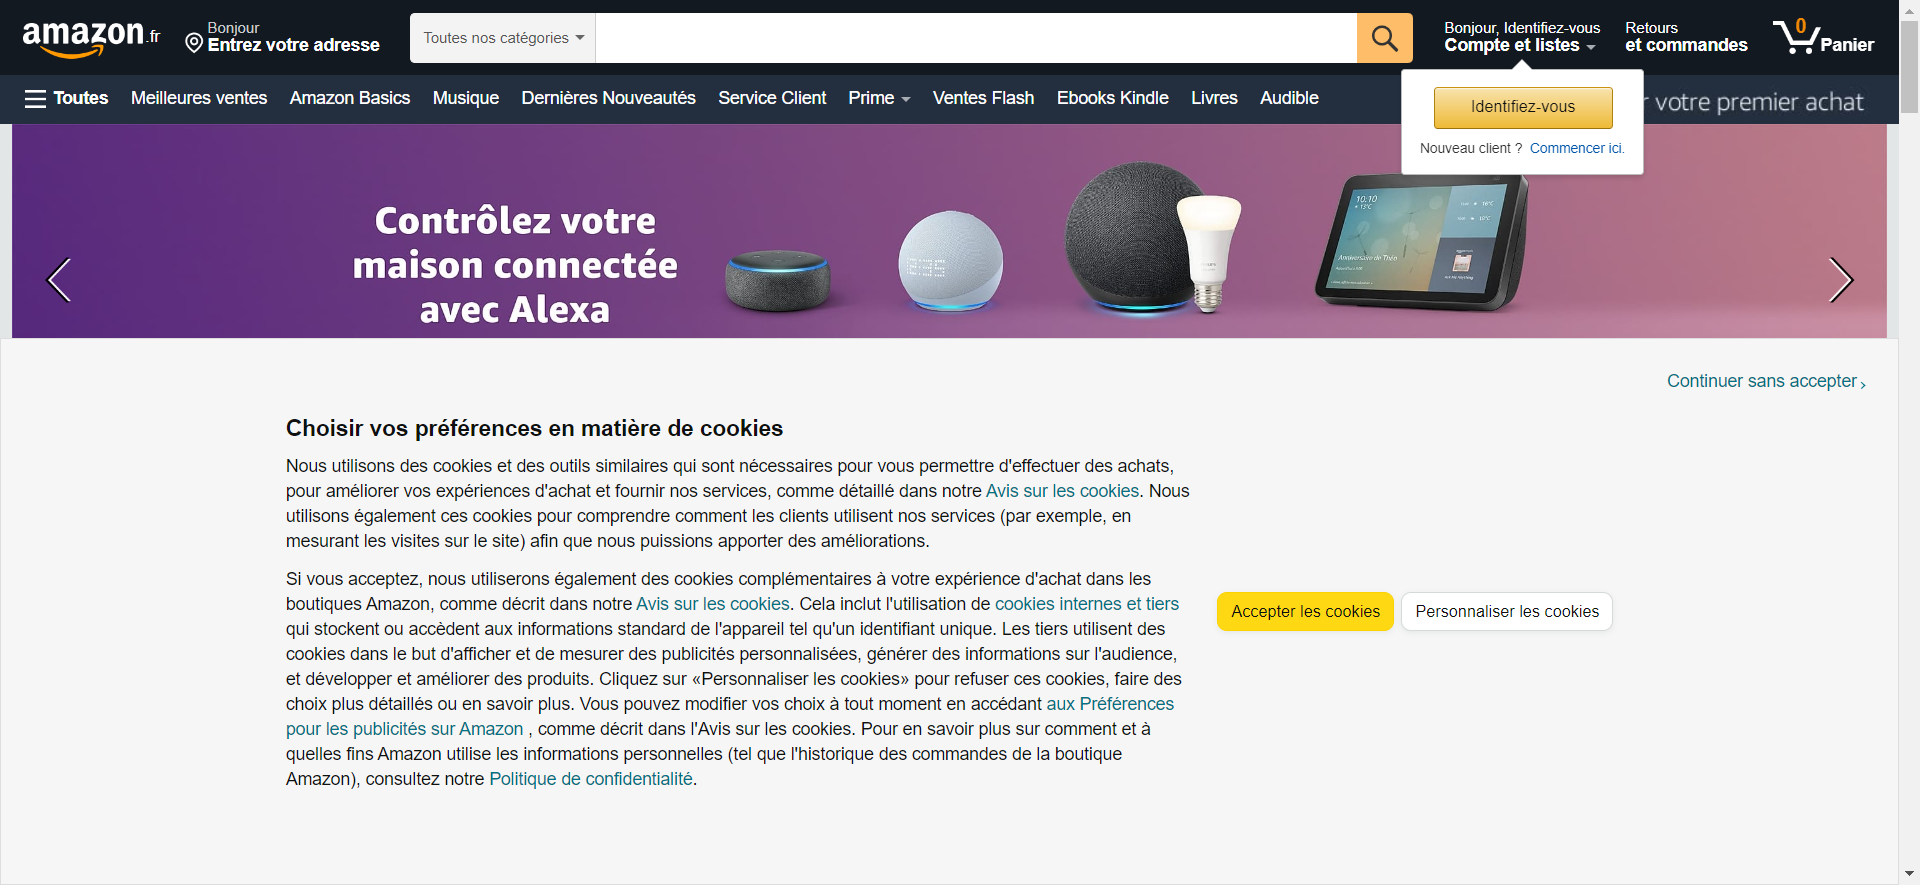 amazon.fr
Bonjour
Entrez votre adresse
Toutes nos catégories
Bonjour, Identifiez-vous
Compte et listes
Retours
et commandes
0
Panier
Toutes
Meilleures ventes
Amazon Basics
Musique
Dernières Nouveautés
Service Client
Prime
Ventes Flash
Ebooks Kindle
Livres
Audible
votre premier achat
Identifiez-vous
Nouveau client ? Commencer ici.
Contrôlez votre
maison connectée
avec Alexa
10:10
Anniversaire de Théo
Continuer sans accepter ›
Choisir vos préférences en matière de cookies
Nous utilisons des cookies et des outils similaires qui sont nécessaires pour vous permettre d'effectuer des achats,
pour améliorer vos expériences d'achat et fournir nos services, comme détaillé dans notre Avis sur les cookies. Nous
utilisons également ces cookies pour comprendre comment les clients utilisent nos services (par exemple, en
mesurant les visites sur le site) afin que nous puissions apporter des améliorations.
Si vous acceptez, nous utiliserons également des cookies complémentaires à votre expérience d'achat dans les
boutiques Amazon, comme décrit dans notre Avis sur les cookies. Cela inclut l'utilisation de cookies internes et tiers
qui stockent ou accèdent aux informations standard de l'appareil tel qu'un identifiant unique. Les tiers utilisent des
cookies dans le but d'afficher et de mesurer des publicités personnalisées, générer des informations sur l'audience,
et développer et améliorer des produits. Cliquez sur «Personnaliser les cookies» pour refuser ces cookies, faire des
choix plus détaillés ou en savoir plus. Vous pouvez modifier vos choix à tout moment en accédant aux Préférences
pour les publicités sur Amazon , comme décrit dans l'Avis sur les cookies. Pour en savoir plus sur comment et à
quelles fins Amazon utilise les informations personnelles (tel que l'historique des commandes de la boutique
Amazon), consultez notre Politique de confidentialité.
Accepter les cookies
Personnaliser les cookies